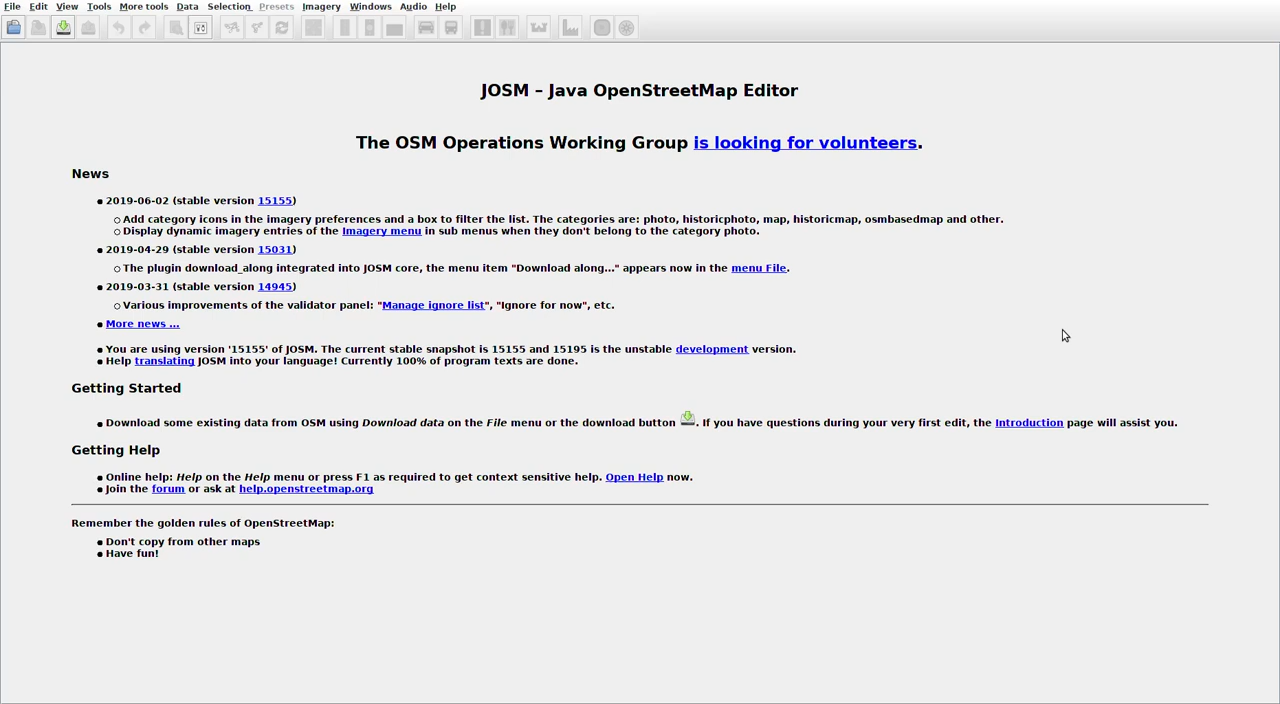 File Edit View Tools More tools Data Selection Presets Imagery Windows Audio Help
JOSM – Java OpenStreetMap Editor
The OSM Operations Working Group is looking for volunteers.
News
2019-06-02 (stable version 15155)
Add category icons in the imagery preferences and a box to filter the list. The categories are: photo, historicphoto, map, historicmap, osmbasedmap and other.
Display dynamic imagery entries of the Imagery menu in sub menus when they don't belong to the category photo.
2019-04-29 (stable version 15031)
The plugin download_along integrated into JOSM core, the menu item "Download along..." appears now in the menu File.
2019-03-31 (stable version 14945)
Various improvements of the validator panel: "Manage ignore list", "Ignore for now", etc.
More news ...
You are using version '15155' of JOSM. The current stable snapshot is 15155 and 15195 is the unstable development version.
Help translating JOSM into your language! Currently 100% of program texts are done.
Getting Started
Download some existing data from OSM using Download data on the File menu or the download button . If you have questions during your very first edit, the Introduction page will assist you.
Getting Help
Online help: Help on the Help menu or press F1 as required to get context sensitive help. Open Help now.
Join the forum or ask at help.openstreetmap.org
Remember the golden rules of OpenStreetMap:
Don't copy from other maps
Have fun!